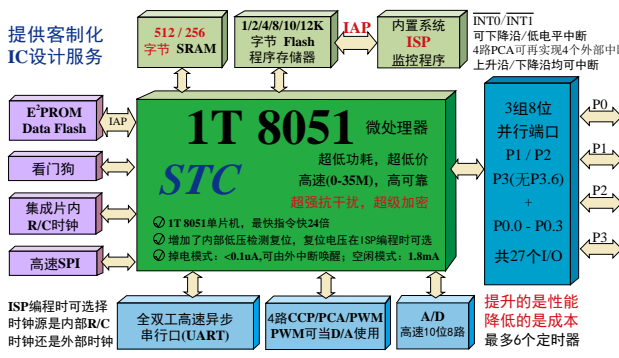 提供客制化
IC设计服务
512 / 256
字节 SRAM
1/2/4/8/10/12K
字节 Flash
程序存储器
IAP
内置系统
ISP
监控程序
INT0/INT1
可下降沿/低电平中断
4路PCA可再实现4个外部中
上升沿/下降沿均可中断
E²PROM
Data Flash
IAP
看门狗
集成片内
R/C时钟
高速SPI
1T 8051
微处理器
STC
超低功耗，超低价
高速(0-35M)，高可靠
超强抗干扰，超级加密
1T 8051单片机，最快指令快24倍
增加了内部低压检测复位，复位电压在ISP编程时可选
掉电模式：<0.1uA,可由外中断唤醒；空闲模式：1.8mA
3组8位
并行端口
P1 / P2
P3(无P3.6)
+
P0.0 - P0.3
共27个I/O
P0
P1
P2
P3
ISP编程时可选择
时钟源是内部R/C
时钟还是外部时钟
全双工高速异步
串行口(UART)
4路CCP/PCA/PWM
PWM可当D/A使用
A/D
高速10位8路
提升的是性能
降低的是成本
最多6个定时器